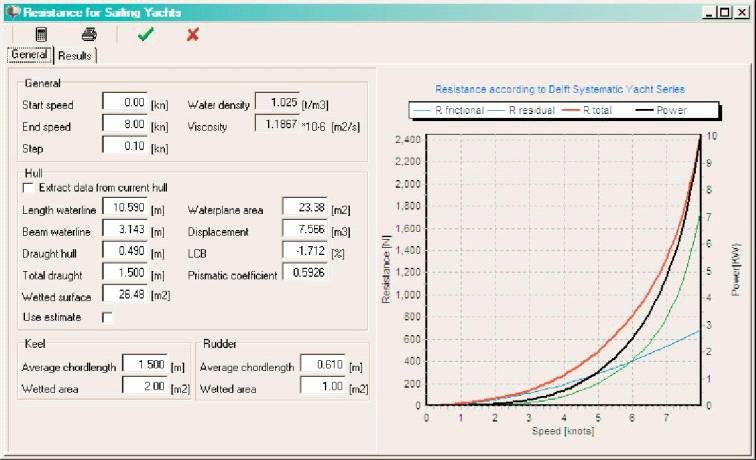 Resistance for Sailing Yachts
General Results
General
Start speed 0.00 [kn] Water density 1.025 [t/m3]
End speed 8.00 [kn] Viscosity 1.1867 *10-6 [m2/s]
Step 0.10 [kn]
Hull
Extract data from current hull
Length waterline 10.590 [m] Waterplane area 23.38 [m2]
Beam waterline 3.143 [m] Displacement 7.566 [m3]
Draught hull 0.490 [m] LCB -1.712 [%]
Total draught 1.500 [m] Prismatic coefficient 0.5926
Wetted surface 26.48 [m2]
Use estimate
Keel
Average chordlength 1.500 [m]
Wetted area 2.00 [m2]
Rudder
Average chordlength 0.610 [m]
Wetted area 1.00 [m2]
Resistance according to Delft Systematic Yacht Series
R frictional R residual R total Power
2,400
2,200
2,000
1,800
1,600
1,400
1,200
1,000
800
600
400
200
0
Resistance [N]
10
9
8
7
6
5
4
3
2
1
0
Power[KW]
0 1 2 3 4 5 6 7
Speed [knots]